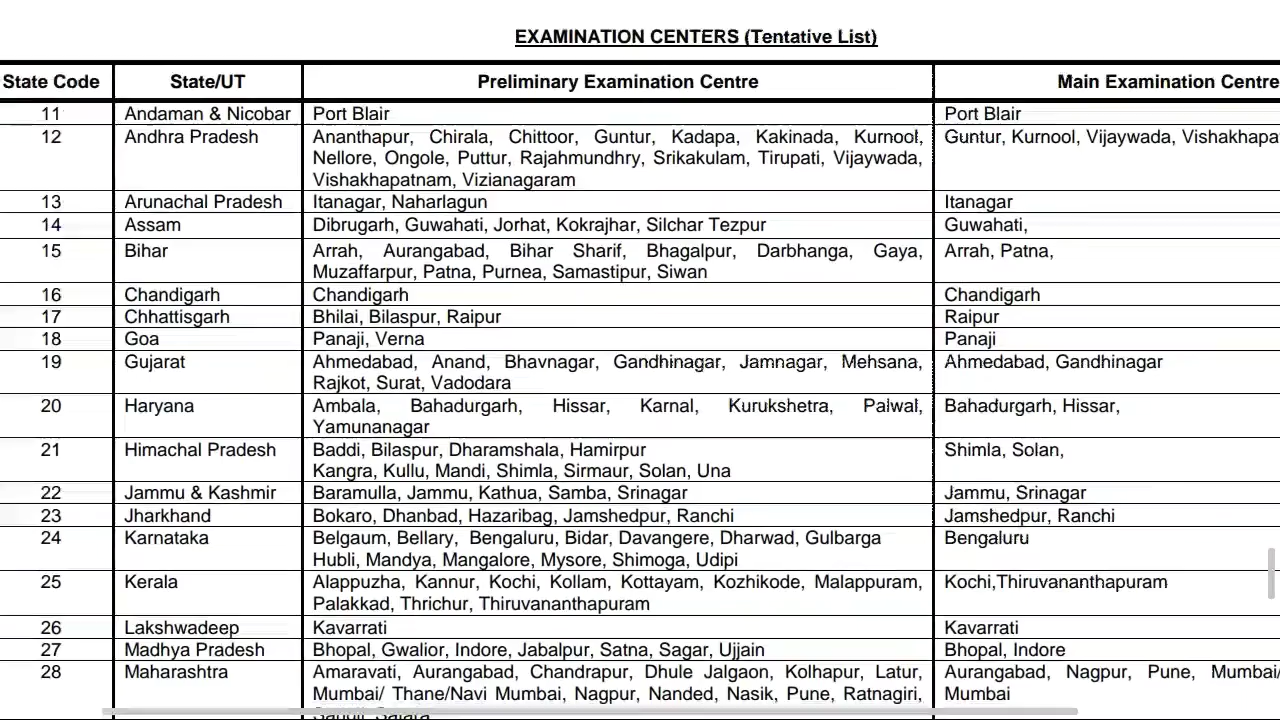 EXAMINATION CENTERS (Tentative List)
State Code State/UT Preliminary Examination Centre Main Examination Centre
11 Andaman & Nicobar Port Blair Port Blair
12 Andhra Pradesh Ananthapur, Chirala, Chittoor, Guntur, Kadapa, Kakinada, Kurnool, Guntur, Kurnool, Vijaywada, Vishakhapa
Nellore, Ongole, Puttur, Rajahmundhry, Srikakulam, Tirupati, Vijaywada,
Vishakhapatnam, Vizianagaram
13 Arunachal Pradesh Itanagar, Naharlagun Itanagar
14 Assam Dibrugarh, Guwahati, Jorhat, Kokrajhar, Silchar Tezpur Guwahati,
15 Bihar Arrah, Aurangabad, Bihar Sharif, Bhagalpur, Darbhanga, Gaya, Arrah, Patna,
Muzaffarpur, Patna, Purnea, Samastipur, Siwan
16 Chandigarh Chandigarh Chandigarh
17 Chhattisgarh Bhilai, Bilaspur, Raipur Raipur
18 Goa Panaji, Verna Panaji
19 Gujarat Ahmedabad, Anand, Bhavnagar, Gandhinagar, Jamnagar, Mehsana, Ahmedabad, Gandhinagar
Rajkot, Surat, Vadodara
20 Haryana Ambala, Bahadurgarh, Hissar, Karnal, Kurukshetra, Palwal, Bahadurgarh, Hissar,
Yamunanagar
21 Himachal Pradesh Baddi, Bilaspur, Dharamshala, Hamirpur Shimla, Solan,
Kangra, Kullu, Mandi, Shimla, Sirmaur, Solan, Una
22 Jammu & Kashmir Baramulla, Jammu, Kathua, Samba, Srinagar Jammu, Srinagar
23 Jharkhand Bokaro, Dhanbad, Hazaribag, Jamshedpur, Ranchi Jamshedpur, Ranchi
24 Karnataka Belgaum, Bellary, Bengaluru, Bidar, Davangere, Dharwad, Gulbarga Bengaluru
Hubli, Mandya, Mangalore, Mysore, Shimoga, Udipi
25 Kerala Alappuzha, Kannur, Kochi, Kollam, Kottayam, Kozhikode, Malappuram, Kochi,Thiruvananthapuram
Palakkad, Thrichur, Thiruvananthapuram
26 Lakshwadeep Kavarrati Kavarrati
27 Madhya Pradesh Bhopal, Gwalior, Indore, Jabalpur, Satna, Sagar, Ujjain Bhopal, Indore
28 Maharashtra Amaravati, Aurangabad, Chandrapur, Dhule Jalgaon, Kolhapur, Latur, Aurangabad, Nagpur, Pune, Mumbai/
Mumbai/ Thane/Navi Mumbai, Nagpur, Nanded, Nasik, Pune, Ratnagiri, Mumbai